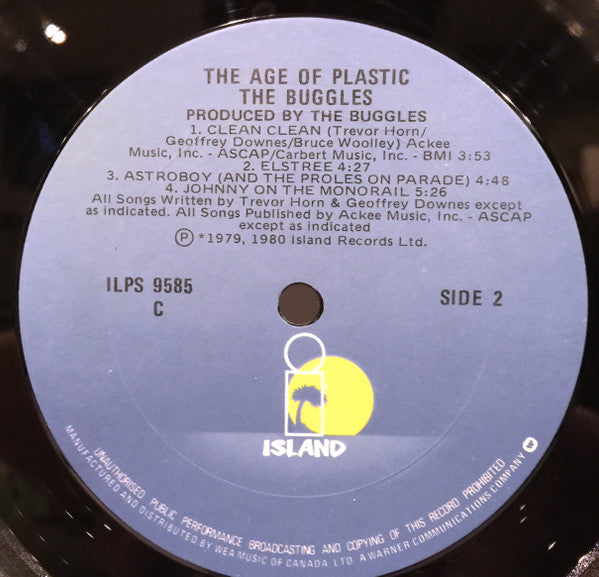 THE AGE OF PLASTIC
THE BUGGLES
PRODUCED BY THE BUGGLES
1. CLEAN CLEAN (Trevor Horn/
Geoffrey Downes/Bruce Woolley) Ackee
Music, Inc. - ASCAP/Carbert Music, Inc. - BMI 3:53
2. ELSTREE 4:27
3. ASTROBOY (AND THE PROLES ON PARADE) 4:48
4. JOHNNY ON THE MONORAIL 5:26
All Songs Written by Trevor Horn & Geoffrey Downes except
as indicated. All Songs Published by Ackee Music, Inc. - ASCAP
except as indicated
Ⓟ *1979, 1980 Island Records Ltd.
ILPS 9585
C
SIDE 2
i
ISLAND
UNAUTHORISED PUBLIC PERFORMANCE BROADCASTING AND COPYING OF THIS RECORD PROHIBITED
MANUFACTURED AND DISTRIBUTED BY WEA MUSIC OF CANADA LTD. A WARNER COMMUNICATIONS COMPANY